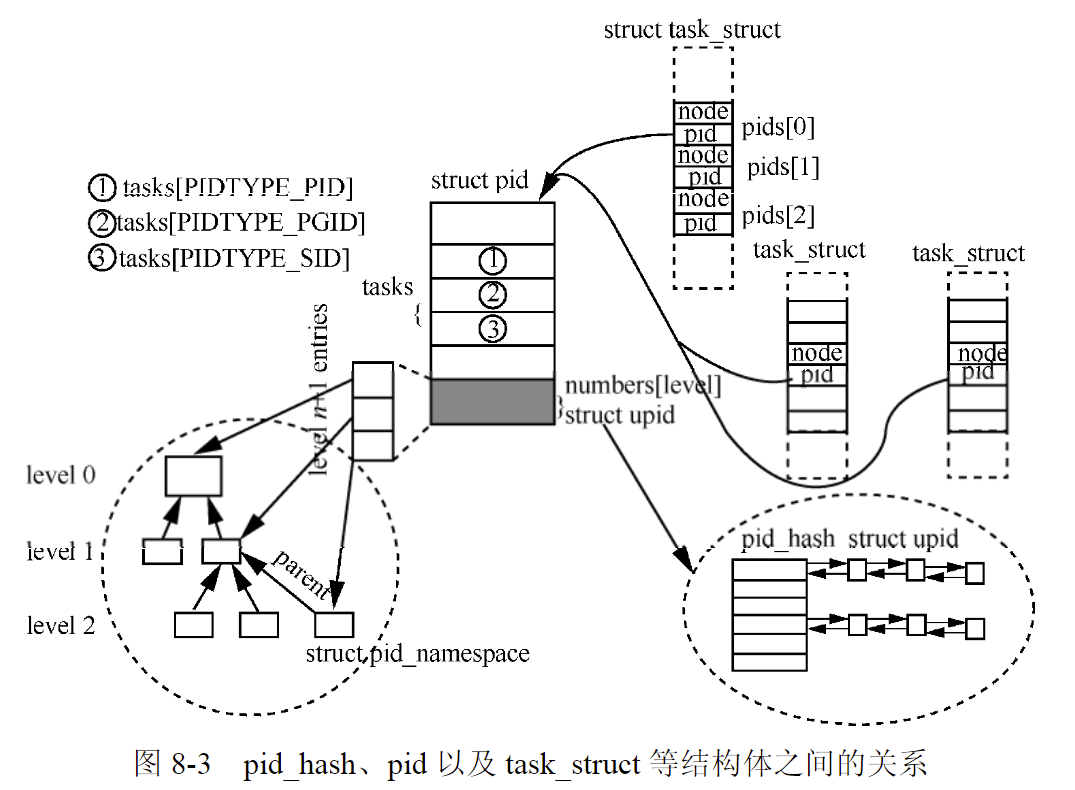 struct task_struct
node
pid
pids[0]
node
pid
pids[1]
node
pid
pids[2]
struct pid
① tasks[PIDTYPE_PID]
② tasks[PIDTYPE_PGID]
③ tasks[PIDTYPE_SID]
tasks
{
①
②
③
task_struct
node
pid
task_struct
node
pid
level n+1 entries
numbers[level]
}
struct upid
level 0
level 1
level 2
parent
struct pid_namespace
pid_hash struct upid
图 8-3 pid_hash、pid 以及 task_struct 等结构体之间的关系